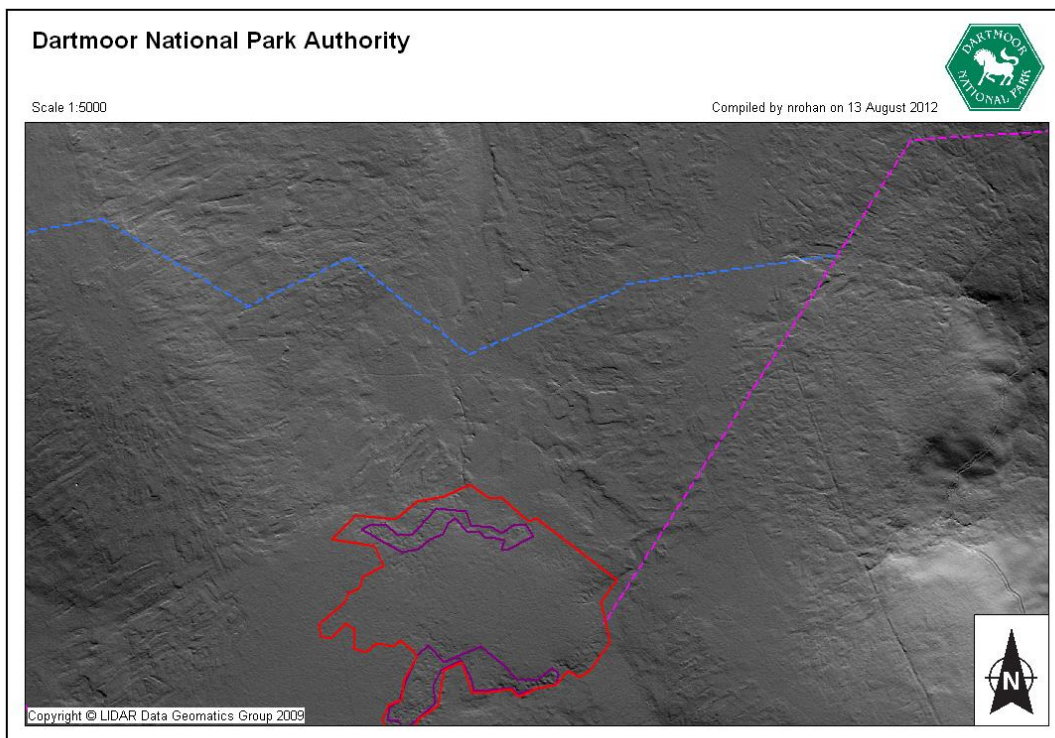 Dartmoor National Park Authority
DARTMOOR
NATIONAL PARK
Scale 1:5000
Compiled by nrohan on 13 August 2012
N
Copyright © LIDAR Data Geomatics Group 2009